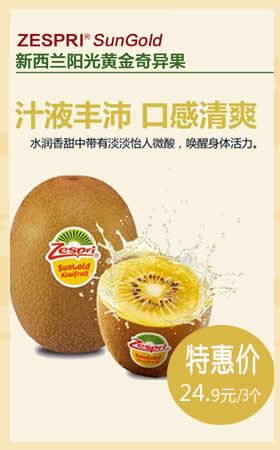 ZESPRI® SunGold
新西兰阳光黄金奇异果
汁液丰沛 口感清爽
水润香甜中带有淡淡怡人微酸，唤醒身体活力。
Zespri
SunGold
Kiwifruit
Zespri
特惠价
24.9元/3个